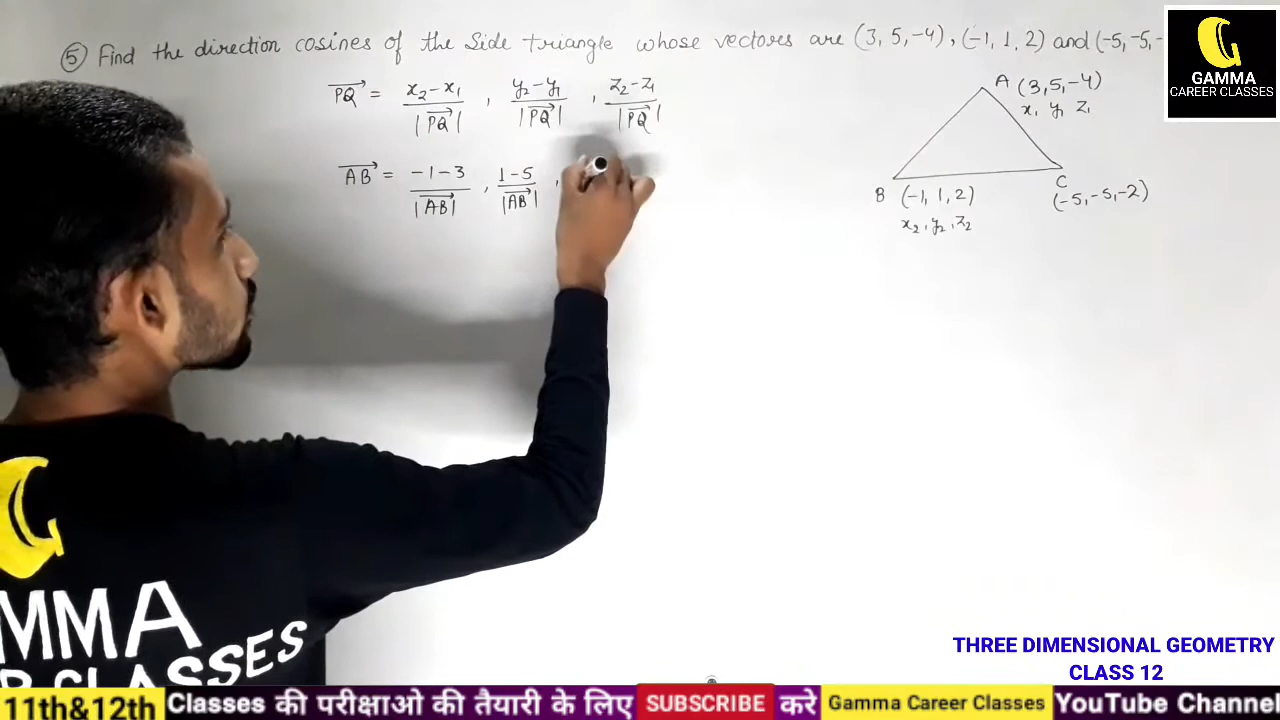 ⑤ Find the direction cosines of the Side triangle whose vectores are (3, 5, -4), (-1, 1, 2) and (-5, -5, -
PQ = x₂ - x₁ / |PQ| , y₂ - y₁ / |PQ| , z₂ - z₁ / |PQ|
AB = -1 - 3 / |AB| , 1 - 5 / |AB| ,
A (3, 5, -4)
x₁ y₁ z₁
B (-1, 1, 2)
x₂, y₂, z₂
C
(-5, -5, -2)
GAMMA
CAREER CLASSES
MMA
CLASSES
THREE DIMENSIONAL GEOMETRY
CLASS 12
11th&12th Classes की परीक्षाओ की तैयारी के लिए SUBSCRIBE करे Gamma Career Classes YouTube Channel